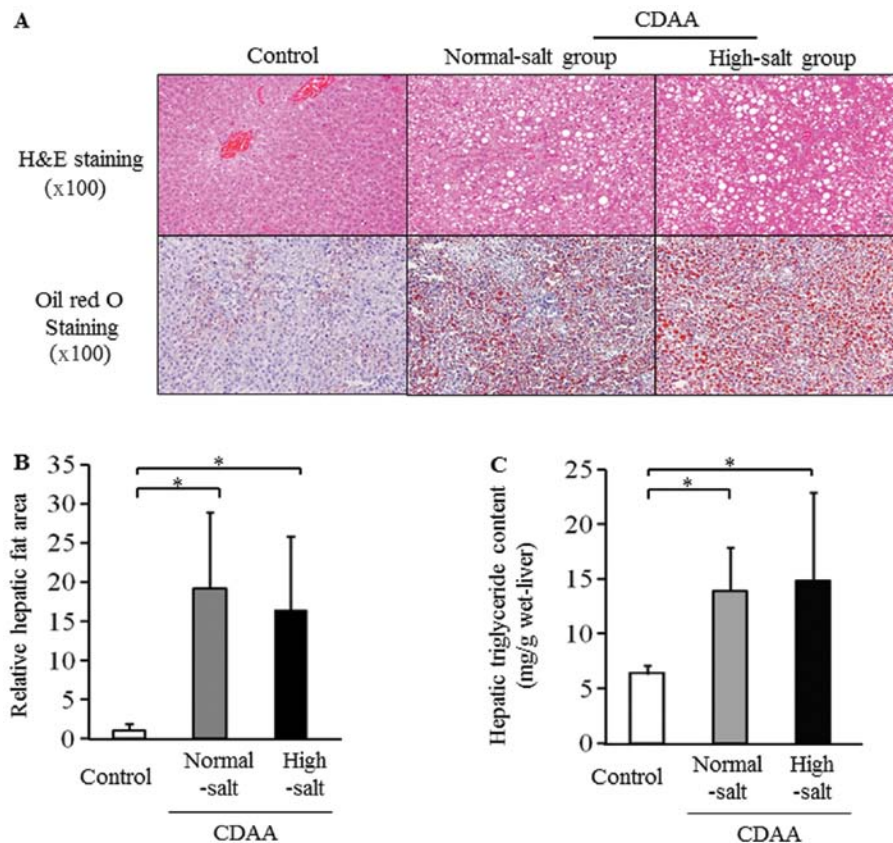 A
CDAA
Control
Normal-salt group
High-salt group
H&E staining
(x100)
Oil red O
Staining
(x100)
B
Relative hepatic fat area
35
30
25
20
15
10
5
0
*
*
Control
Normal
-salt
High
-salt
CDAA
C
Hepatic triglyceride content
(mg/g wet-liver)
25
20
15
10
5
0
*
*
Control
Normal
-salt
High
-salt
CDAA